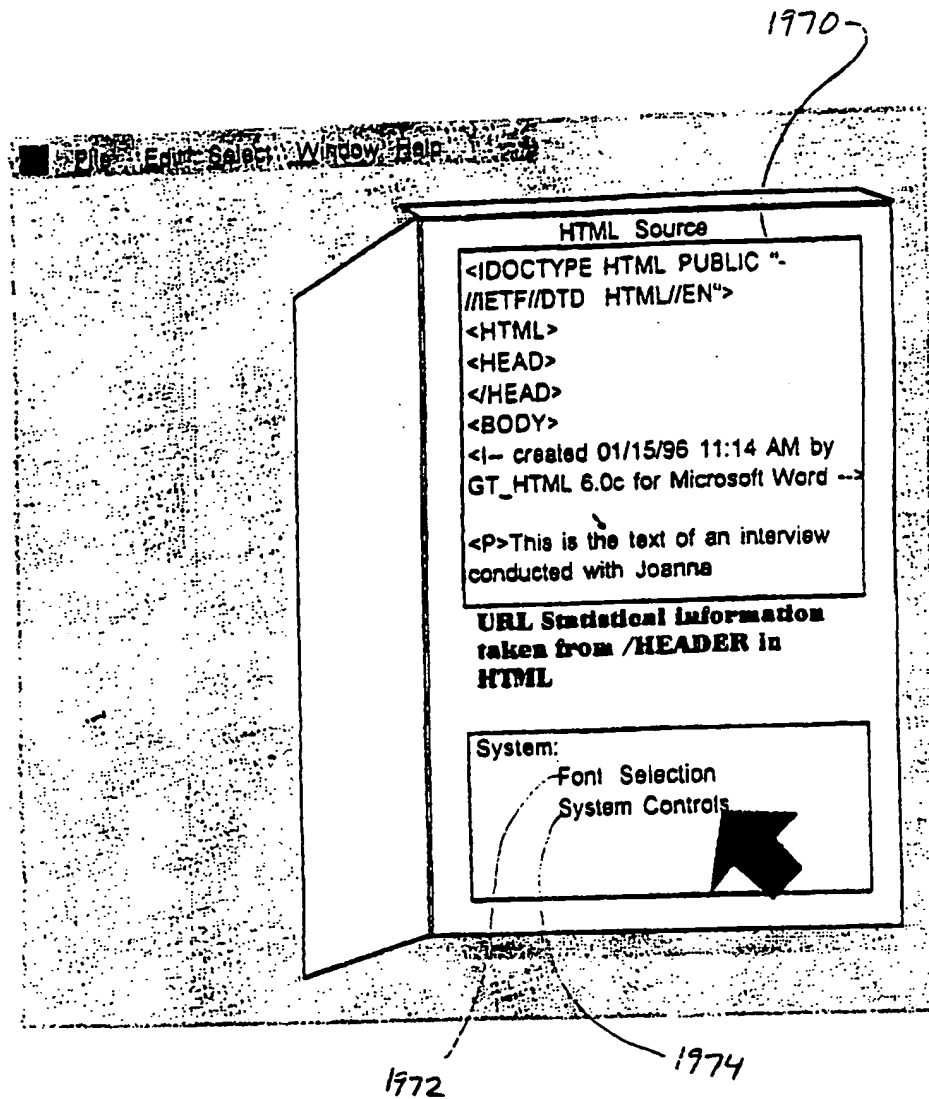 1970
File Edit Select Window Help
HTML Source
<!DOCTYPE HTML PUBLIC "-
//IETF//DTD HTML//EN">
<HTML>
<HEAD>
</HEAD>
<BODY>
<!-- created 01/15/96 11:14 AM by
GT_HTML 6.0c for Microsoft Word -->
<P>This is the text of an interview
conducted with Joanna
URL Statistical information
taken from /HEADER in
HTML
System:
Font Selection
System Controls
1972
1974